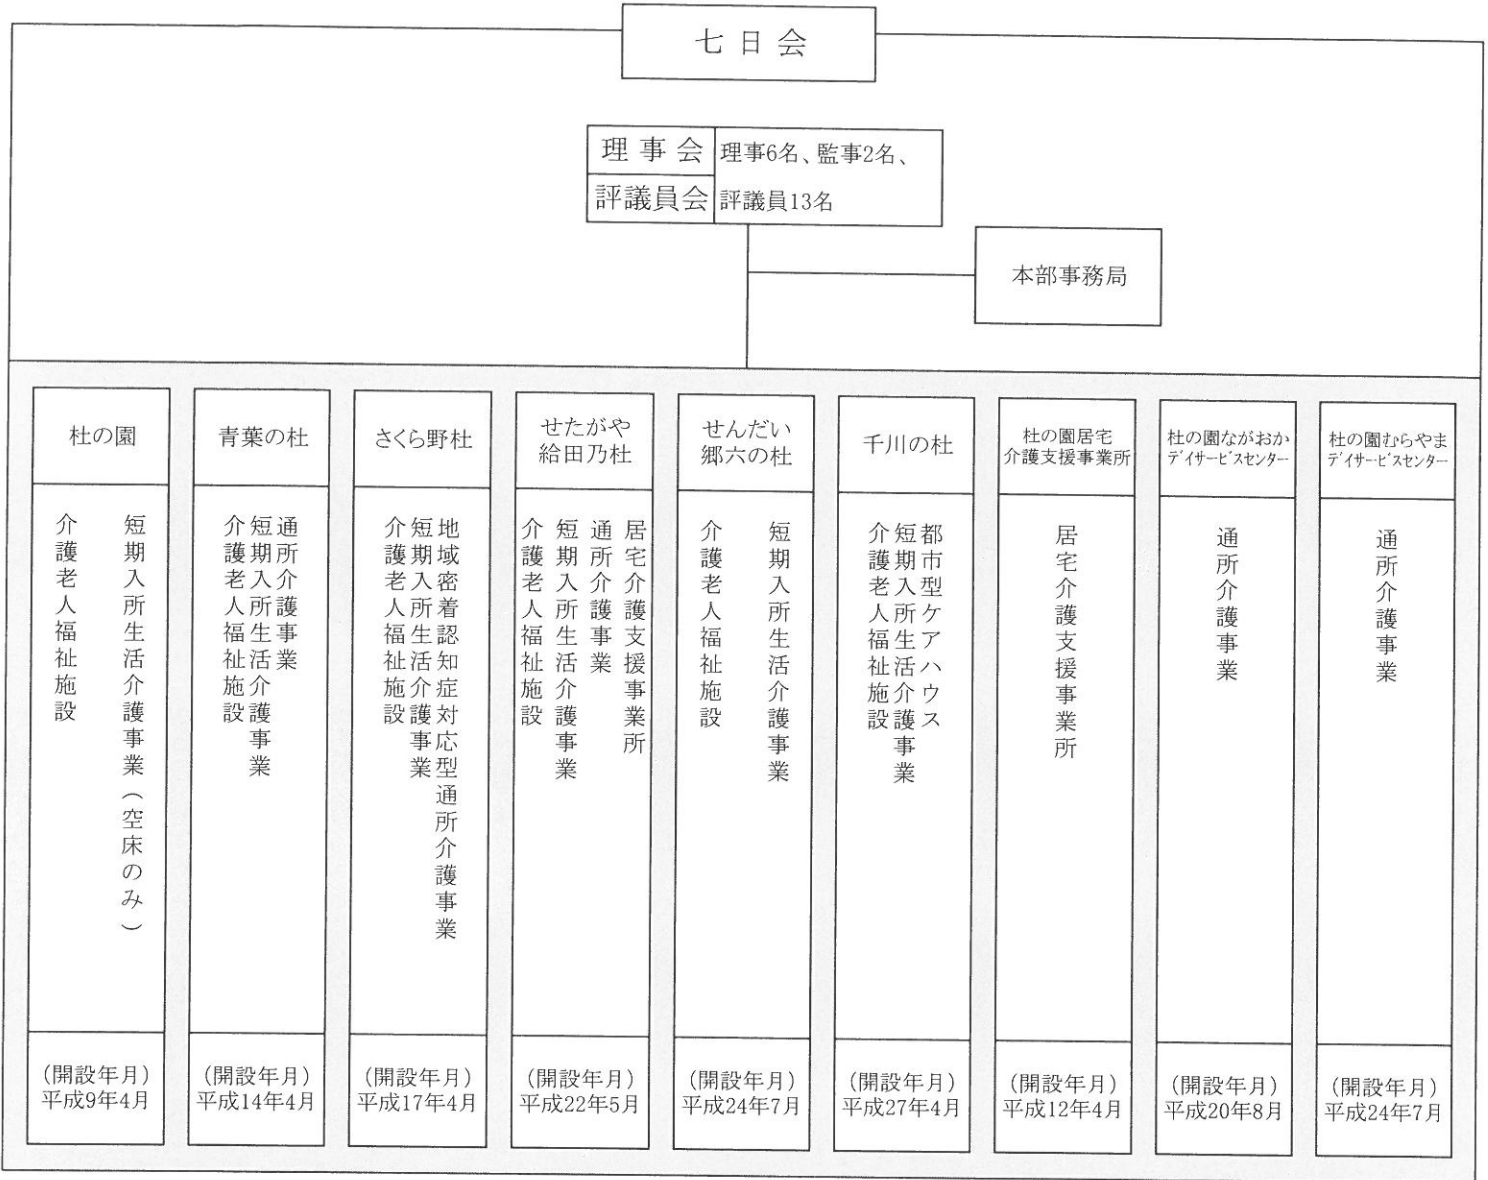 七日会
理事会
評議員会
理事6名、監事2名、
評議員13名
本部事務局
杜の園
介護老人福祉施設
短期入所生活介護事業（空床のみ）
（開設年月）
平成9年4月
青葉の杜
介護老人福祉施設
短期入所生活介護事業
通所介護事業
（開設年月）
平成14年4月
さくら野杜
介護老人福祉施設
短期入所生活介護事業
地域密着認知症対応型通所介護事業
（開設年月）
平成17年4月
せたがや
給田乃杜
介護老人福祉施設
短期入所生活介護事業
通所介護事業
居宅介護支援事業所
（開設年月）
平成22年5月
せんだい
郷六の杜
介護老人福祉施設
短期入所生活介護事業
（開設年月）
平成24年7月
千川の杜
介護老人福祉施設
短期入所生活介護事業
都市型ケアハウス
（開設年月）
平成27年4月
杜の園居宅
介護支援事業所
居宅介護支援事業所
（開設年月）
平成12年4月
杜の園ながおか
デイサービスセンター
通所介護事業
（開設年月）
平成20年8月
杜の園むらやま
デイサービスセンター
通所介護事業
（開設年月）
平成24年7月